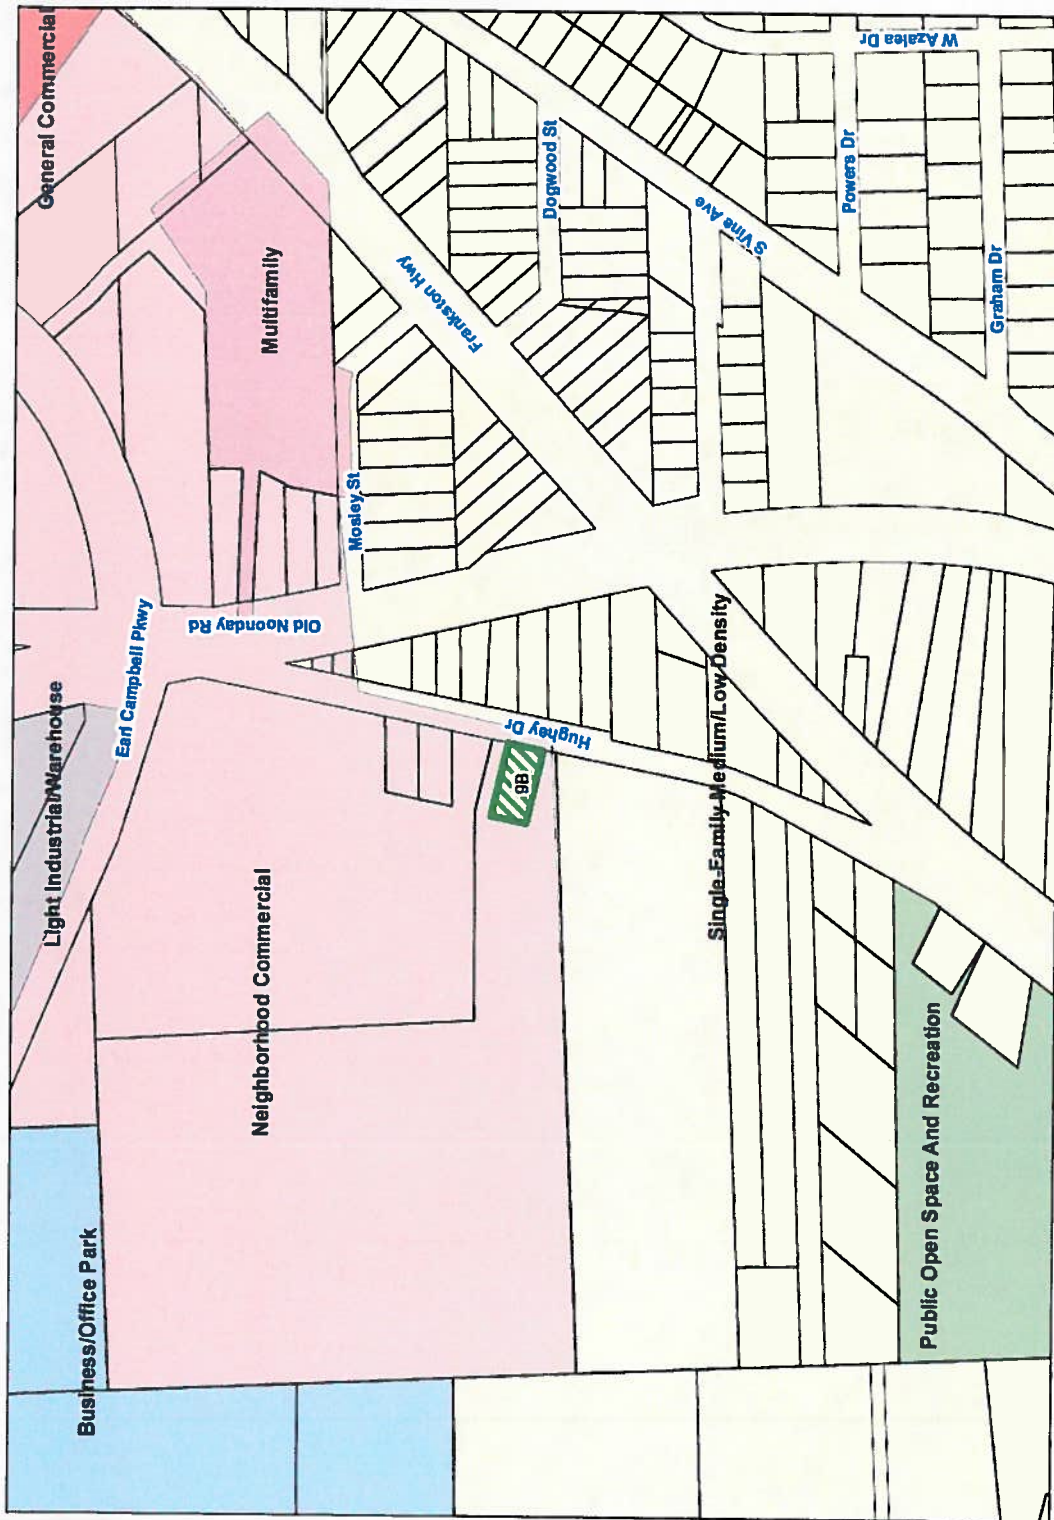 General Commercial
W Azalea Dr
Dogwood St
Powers Dr
S Vine Ave
Graham Dr
Frankston Hwy
Multifamily
Mosley St
Old Noonday Rd
Earl Campbell Pkwy
Light Industrial/Warehouse
Hughey Dr
9B
Single-Family Medium/Low Density
Neighborhood Commercial
Public Open Space And Recreation
Business/Office Park